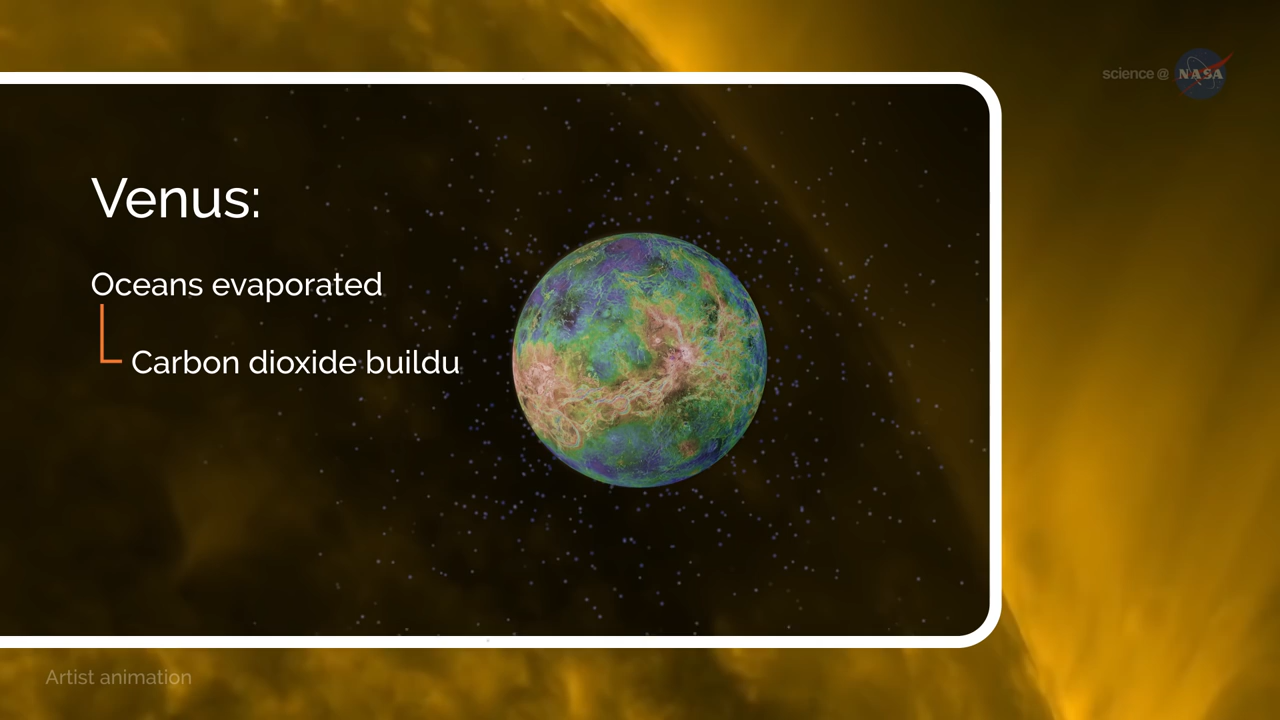 science @ NASA
Venus:
Oceans evaporated
Carbon dioxide buildu
Artist animation